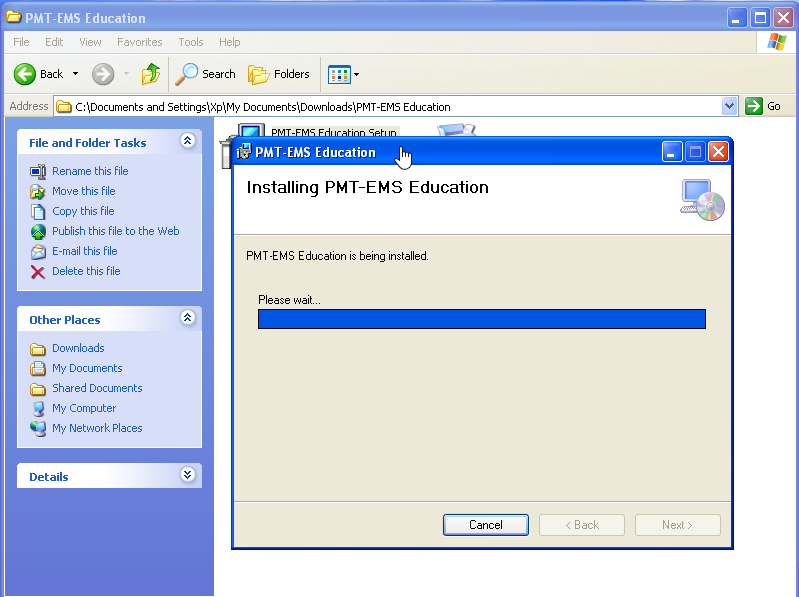 PMT-EMS Education
File Edit View Favorites Tools Help
Back Search Folders
Address C:\Documents and Settings\Xp\My Documents\Downloads\PMT-EMS Education Go
File and Folder Tasks
Rename this file
Move this file
Copy this file
Publish this file to the Web
E-mail this file
Delete this file
Other Places
Downloads
My Documents
Shared Documents
My Computer
My Network Places
Details
PMT-EMS Education Setup
PMT-EMS Education
Installing PMT-EMS Education
PMT-EMS Education is being installed.
Please wait...
Cancel < Back Next >